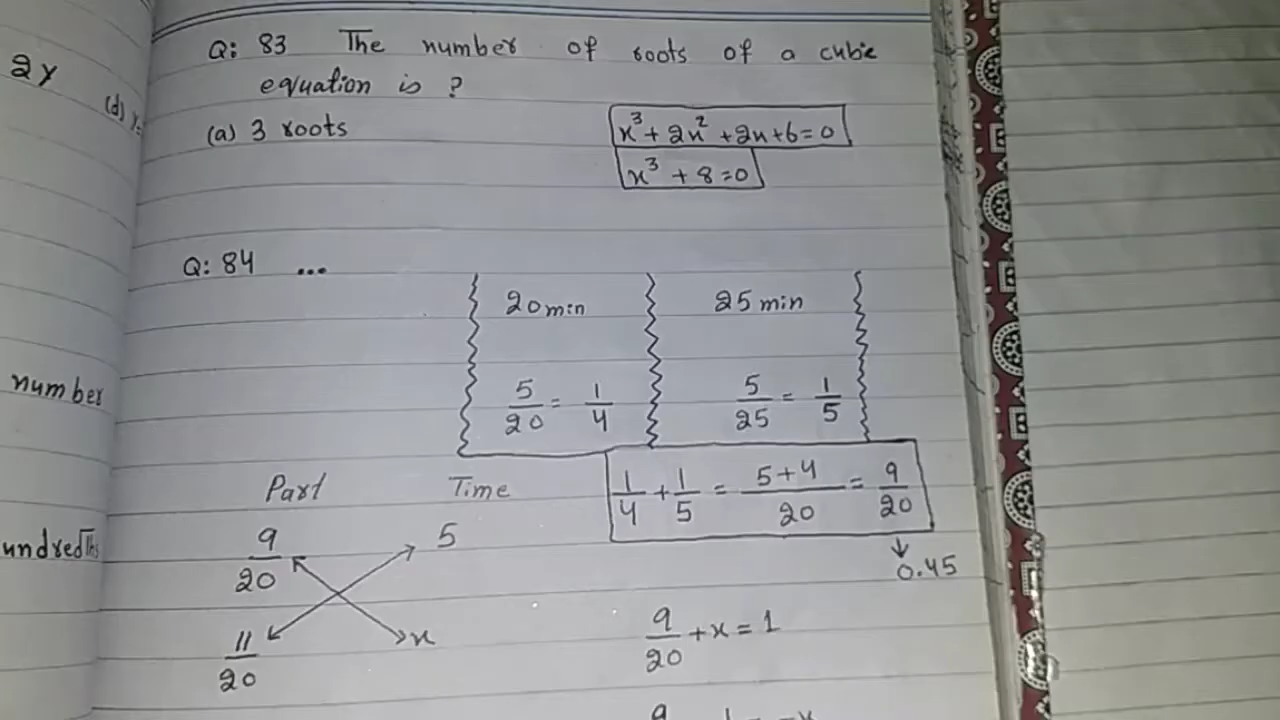 2y
(d) y=
number
undredths
Q: 83 The number of roots of a cubic
equation is ?
(a) 3 roots
x³ + 2x² + 2x + 6 = 0
x³ + 8 = 0
Q: 84 ...
20 min 25 min
5/20 = 1/4 5/25 = 1/5
1/4 + 1/5 = 5+4/20 = 9/20
0.45
Part Time
9/20 5
11/20 x
9/20 + x = 1